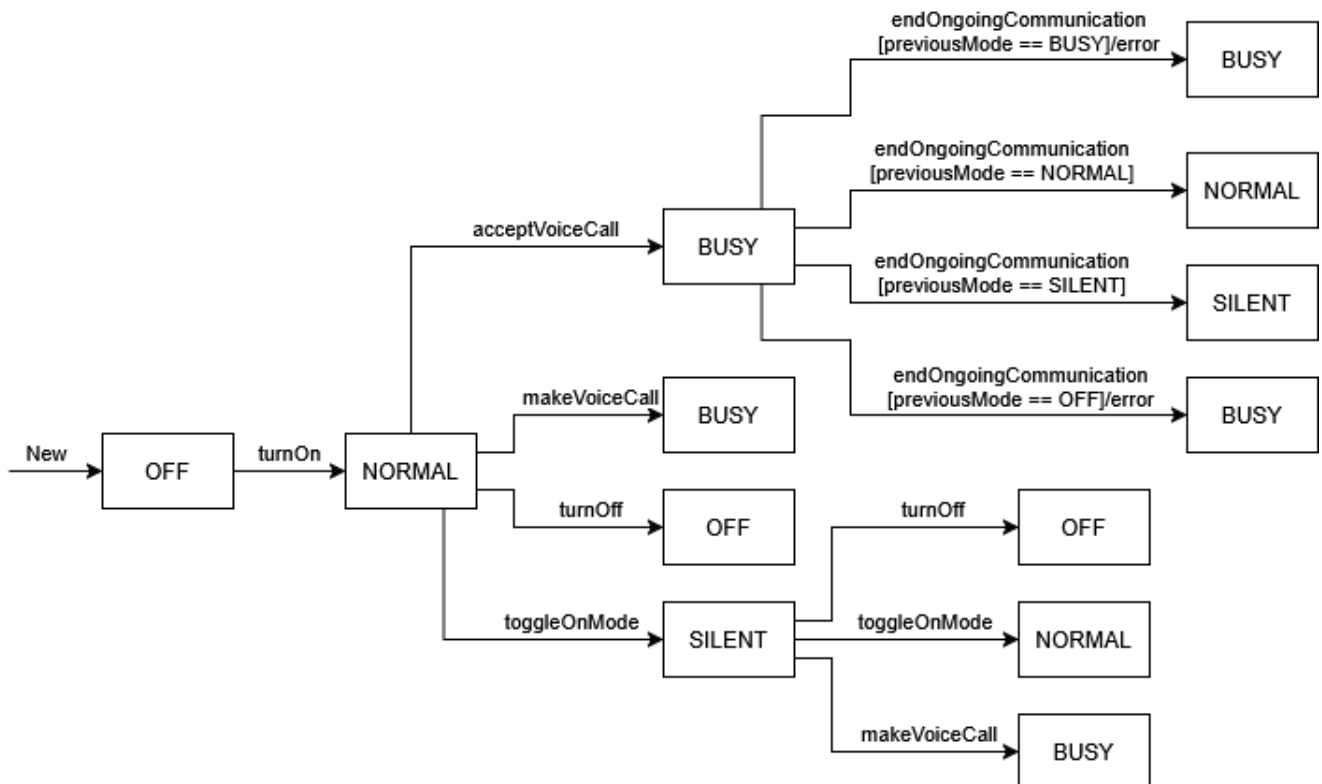 endOngoingCommunication
[previousMode == BUSY]/error
BUSY
endOngoingCommunication
[previousMode == NORMAL]
NORMAL
acceptVoiceCall
BUSY
endOngoingCommunication
[previousMode == SILENT]
SILENT
endOngoingCommunication
[previousMode == OFF]/error
BUSY
makeVoiceCall
BUSY
New
OFF
turnOn
NORMAL
turnOff
OFF
turnOff
OFF
toggleOnMode
SILENT
toggleOnMode
NORMAL
makeVoiceCall
BUSY